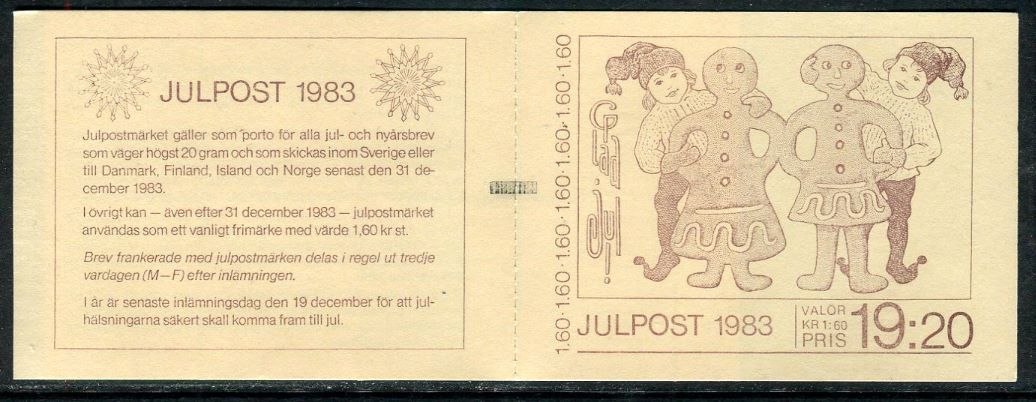 JULPOST 1983
Julpostmärket gäller som porto för alla jul- och nyårsbrev
som väger högst 20 gram och som skickas inom Sverige eller
till Danmark, Finland, Island och Norge senast den 31 de-
cember 1983.
I övrigt kan – även efter 31 december 1983 – julpostmärket
användas som ett vanligt frimärke med värde 1,60 kr st.
Brev frankerade med julpostmärken delas i regel ut tredje
vardagen (M–F) efter inlämningen.
I år är senaste inlämningsdag den 19 december för att jul-
hälsningarna säkert skall komma fram till jul.
1.60·1.60·1.60·1.60·1.60·1.60·1.60·1.60
God Jul!
JULPOST 1983
VALÖR
KR 1:60
PRIS
19:20